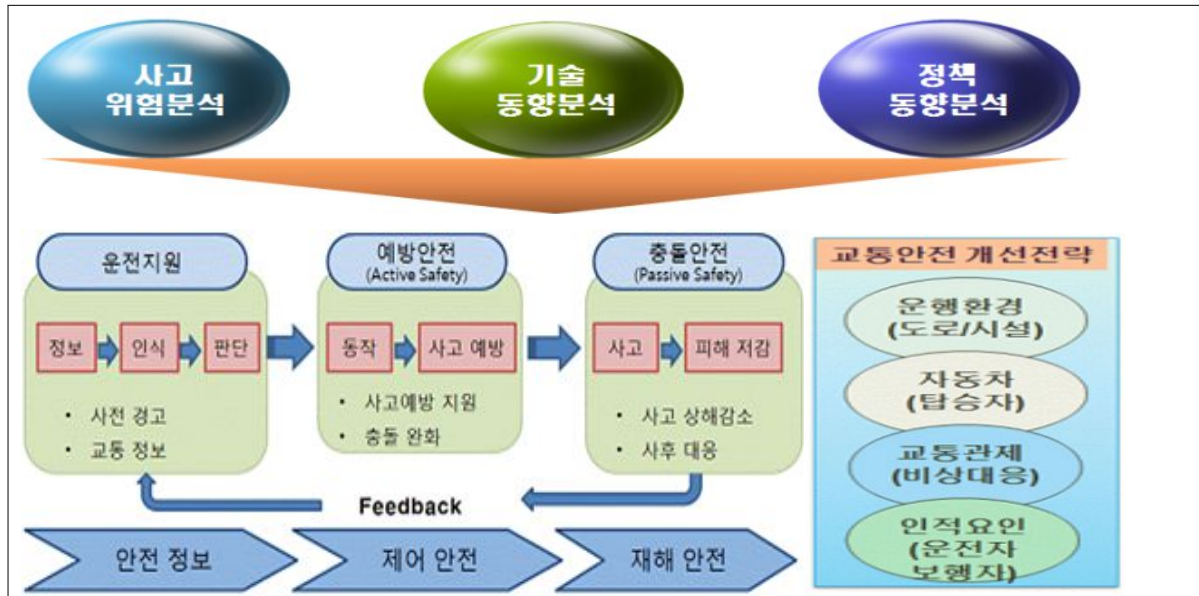 사고
위험분석
기술
동향분석
정책
동향분석
운전지원
정보
인식
판단
• 사전 경고
• 교통 정보
예방안전
(Active Safety)
동작
사고 예방
• 사고예방 지원
• 충돌 완화
충돌안전
(Passive Safety)
사고
피해 저감
• 사고 상해감소
• 사후 대응
Feedback
안전 정보
제어 안전
재해 안전
교통안전 개선전략
운행환경
(도로/시설)
자동차
(탑승자)
교통관제
(비상대응)
인적요인
(운전자
보행자)